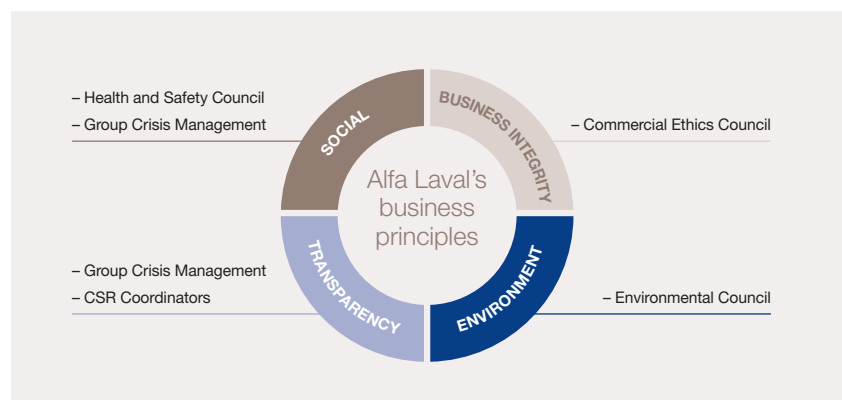 – Health and Safety Council
– Group Crisis Management
SOCIAL
BUSINESS INTEGRITY
– Commercial Ethics Council
Alfa Laval’s
business
principles
– Group Crisis Management
– CSR Coordinators
TRANSPARENCY
ENVIRONMENT
– Environmental Council